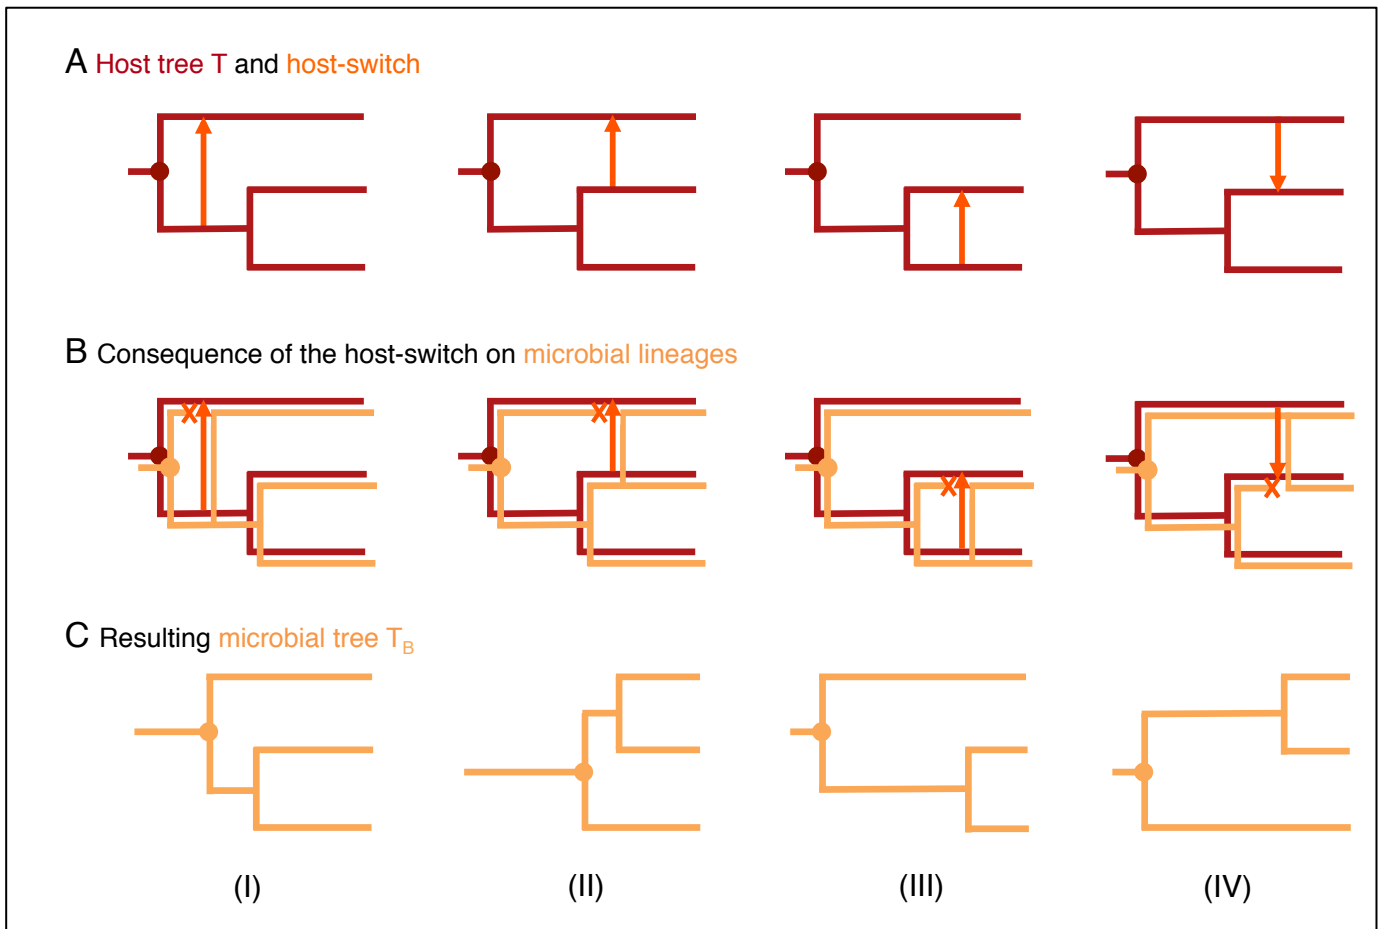 A Host tree T and host-switch
B Consequence of the host-switch on microbial lineages
C Resulting microbial tree T_B
(I) (II) (III) (IV)